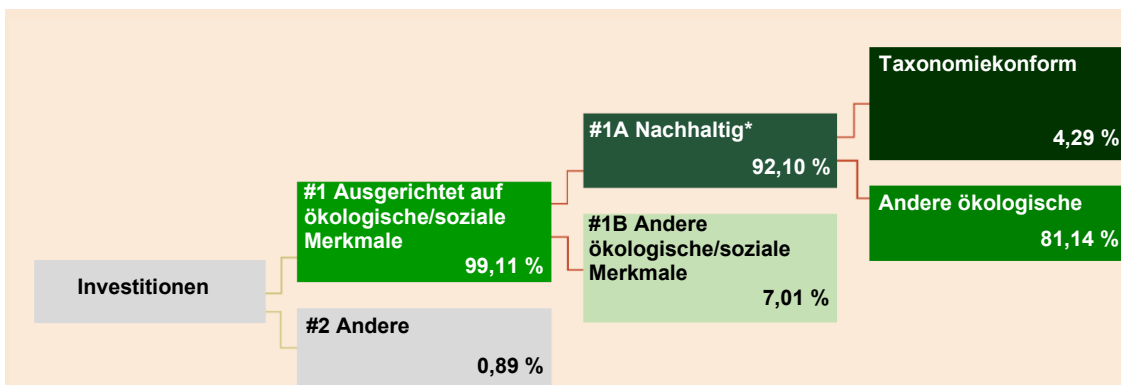 Investitionen
#1 Ausgerichtet auf
ökologische/soziale
Merkmale
99,11 %
#2 Andere
0,89 %
#1A Nachhaltig*
92,10 %
#1B Andere
ökologische/soziale
Merkmale
7,01 %
Taxonomiekonform
4,29 %
Andere ökologische
81,14 %